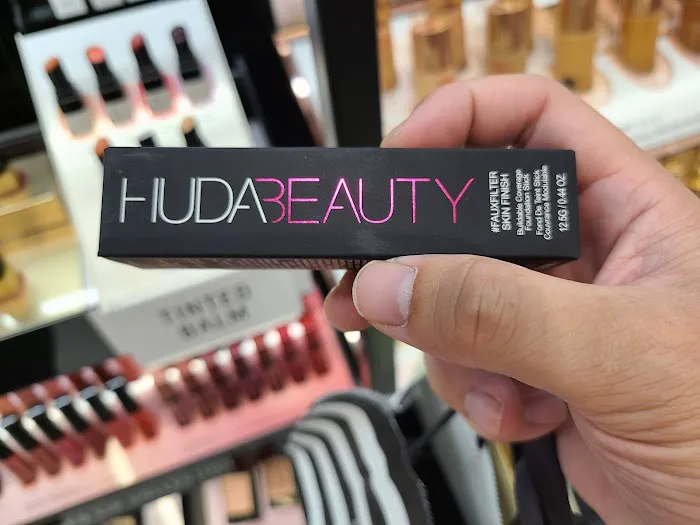 HUDABEAUTY
#FAUXFILTER
SKIN FINISH
Buildable Coverage
Foundation Stick
Fond De Teint Stick
Couvrance Modulable
12.5G / 0.44 OZ.
TINTED
BALM